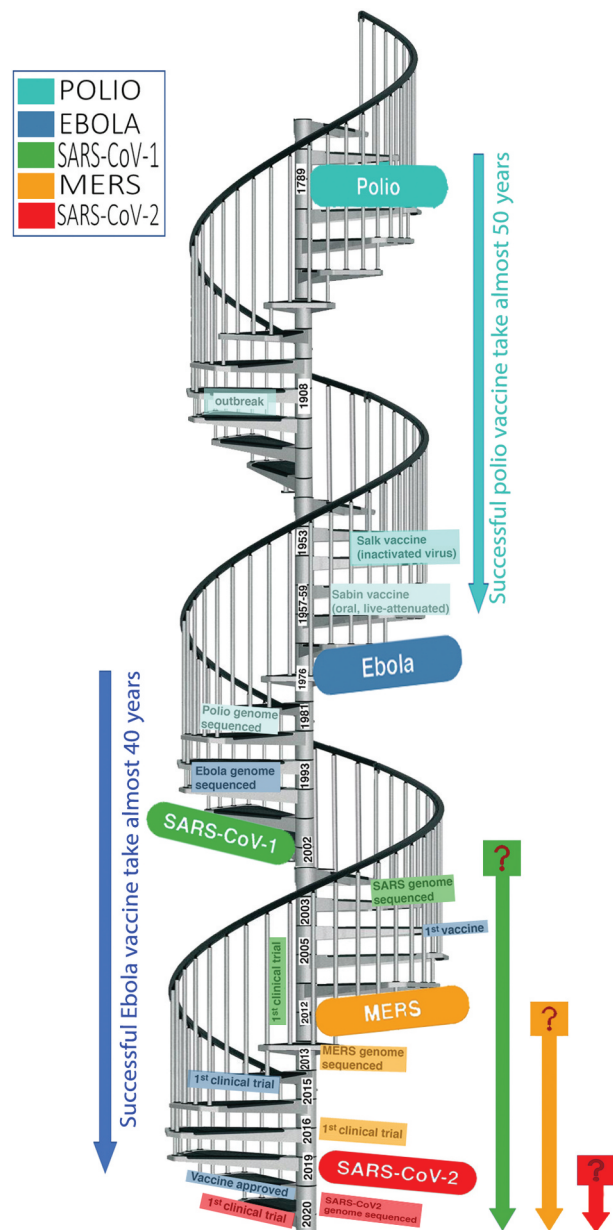 POLIO
EBOLA
SARS-CoV-1
MERS
SARS-CoV-2
1789
Polio
Successful polio vaccine take almost 50 years
outbreak
1908
1953
Salk vaccine
(inactivated virus)
1957-59
Sabin vaccine
(oral, live-attenuated)
Ebola
1976
Successful Ebola vaccine take almost 40 years
Polio genome
sequenced
1981
Ebola genome
sequenced
1993
SARS-CoV-1
2002
?
SARS genome
sequenced
2003
1st vaccine
2005
1st clinical trial
MERS
2012
?
MERS genome
sequenced
2013
1st clinical trial
2015
2016
1st clinical trial
2019
SARS-CoV-2
?
Vaccine approved
1st clinical trial
2020
SARS-CoV2
genome sequenced